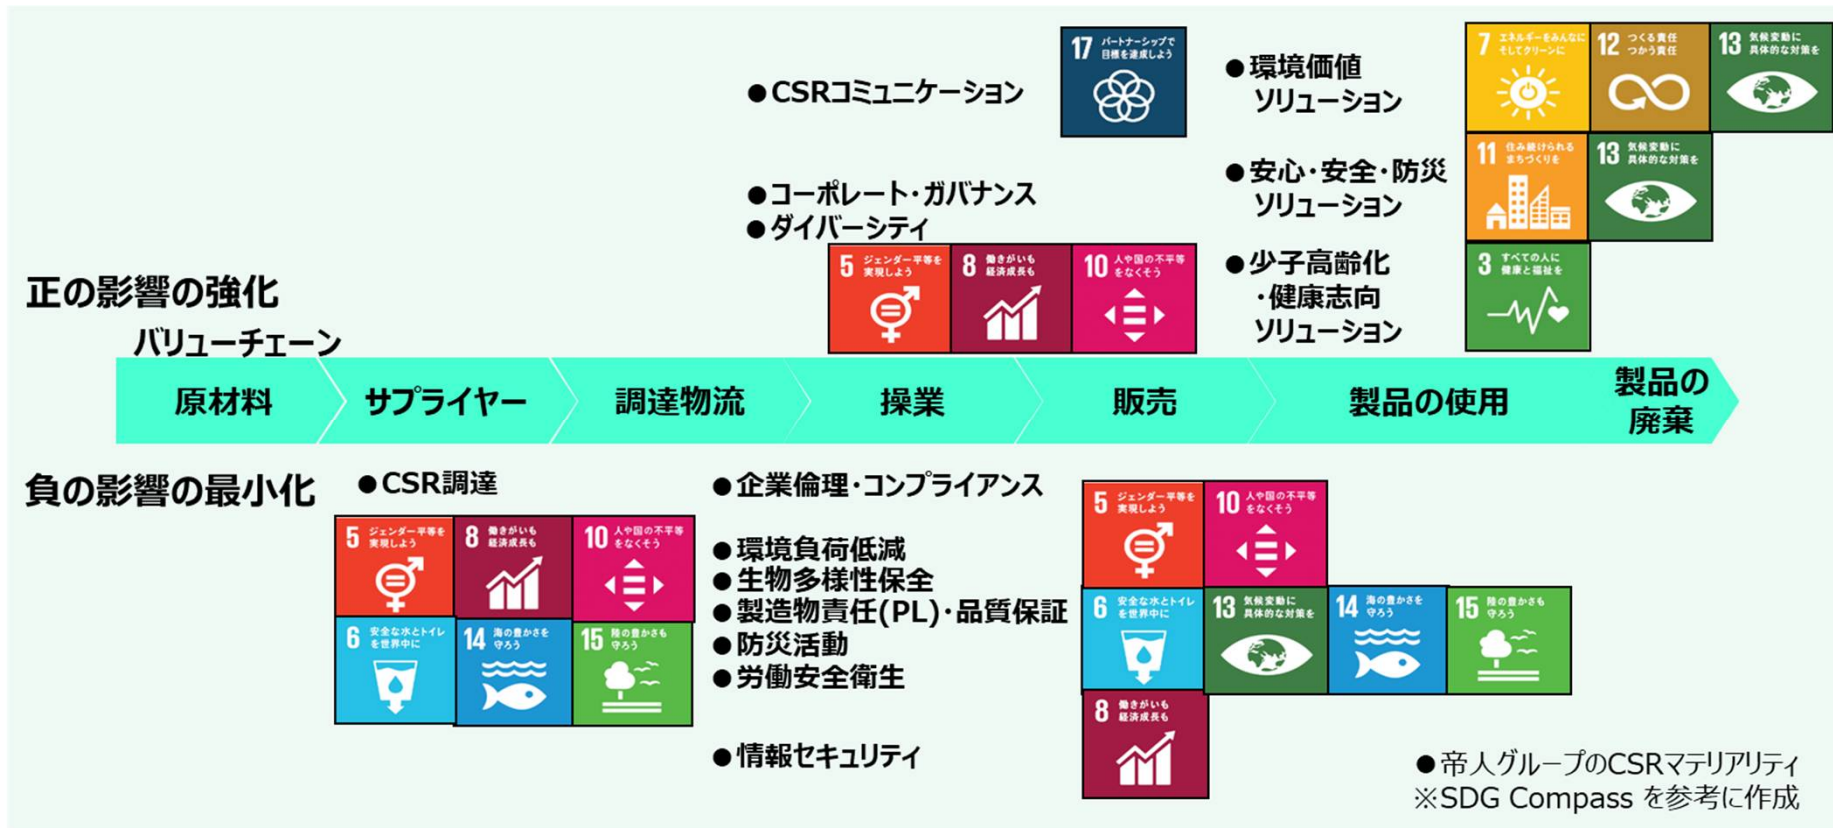 17 パートナーシップで
目標を達成しよう
●CSRコミュニケーション
●コーポレート・ガバナンス
●ダイバーシティ
5 ジェンダー平等を
実現しよう
8 働きがいも
経済成長も
10 人や国の不平等
をなくそう
●環境価値
ソリューション
7 エネルギーをみんなに
そしてクリーンに
12 つくる責任
つかう責任
13 気候変動に
具体的な対策を
●安心・安全・防災
ソリューション
11 住み続けられる
まちづくりを
13 気候変動に
具体的な対策を
●少子高齢化
・健康志向
ソリューション
3 すべての人に
健康と福祉を
正の影響の強化
バリューチェーン
原材料
サプライヤー
調達物流
操業
販売
製品の使用
製品の
廃棄
負の影響の最小化
●CSR調達
5 ジェンダー平等を
実現しよう
8 働きがいも
経済成長も
10 人や国の不平等
をなくそう
6 安全な水とトイレ
を世界中に
14 海の豊かさを
守ろう
15 陸の豊かさも
守ろう
●企業倫理・コンプライアンス
●環境負荷低減
●生物多様性保全
●製造物責任(PL)・品質保証
●防災活動
●労働安全衛生
●情報セキュリティ
5 ジェンダー平等を
実現しよう
10 人や国の不平等
をなくそう
6 安全な水とトイレ
を世界中に
13 気候変動に
具体的な対策を
14 海の豊かさを
守ろう
15 陸の豊かさも
守ろう
8 働きがいも
経済成長も
●帝人グループのCSRマテリアリティ
※SDG Compass を参考に作成